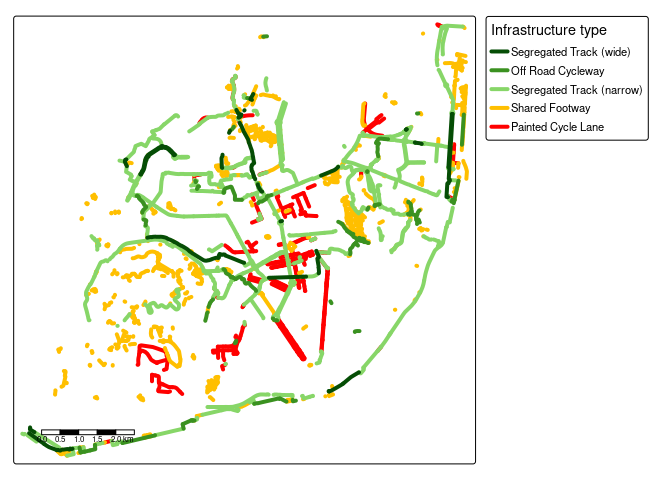 Infrastructure type
Segregated Track (wide)
Off Road Cycleway
Segregated Track (narrow)
Shared Footway
Painted Cycle Lane
0.0 0.5 1.0 1.5 2.0 km